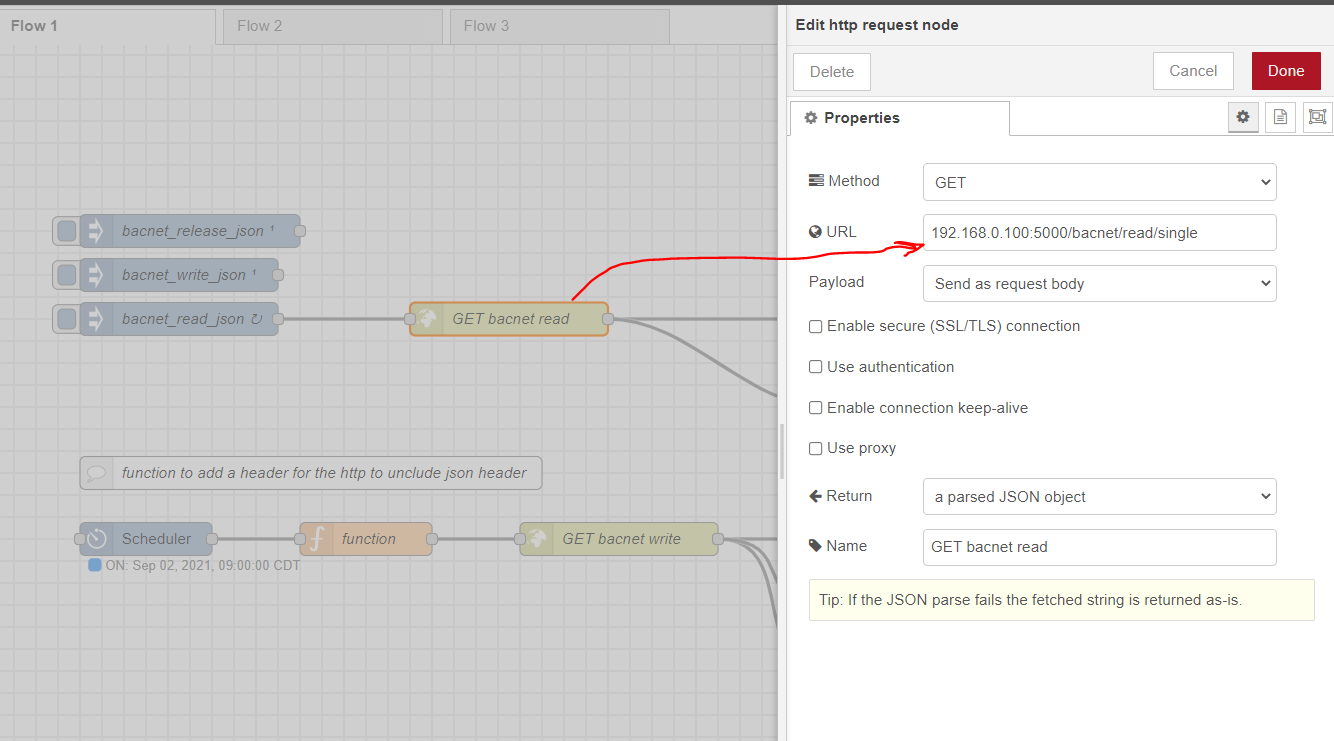 Flow 1
Flow 2
Flow 3
bacnet_release_json ¹
bacnet_write_json ¹
bacnet_read_json ↻
GET bacnet read
function to add a header for the http to unclude json header
Scheduler
function
GET bacnet write
ON: Sep 02, 2021, 09:00:00 CDT
Edit http request node
Delete
Cancel
Done
Properties
Method
GET
URL
192.168.0.100:5000/bacnet/read/single
Payload
Send as request body
Enable secure (SSL/TLS) connection
Use authentication
Enable connection keep-alive
Use proxy
Return
a parsed JSON object
Name
GET bacnet read
Tip: If the JSON parse fails the fetched string is returned as-is.